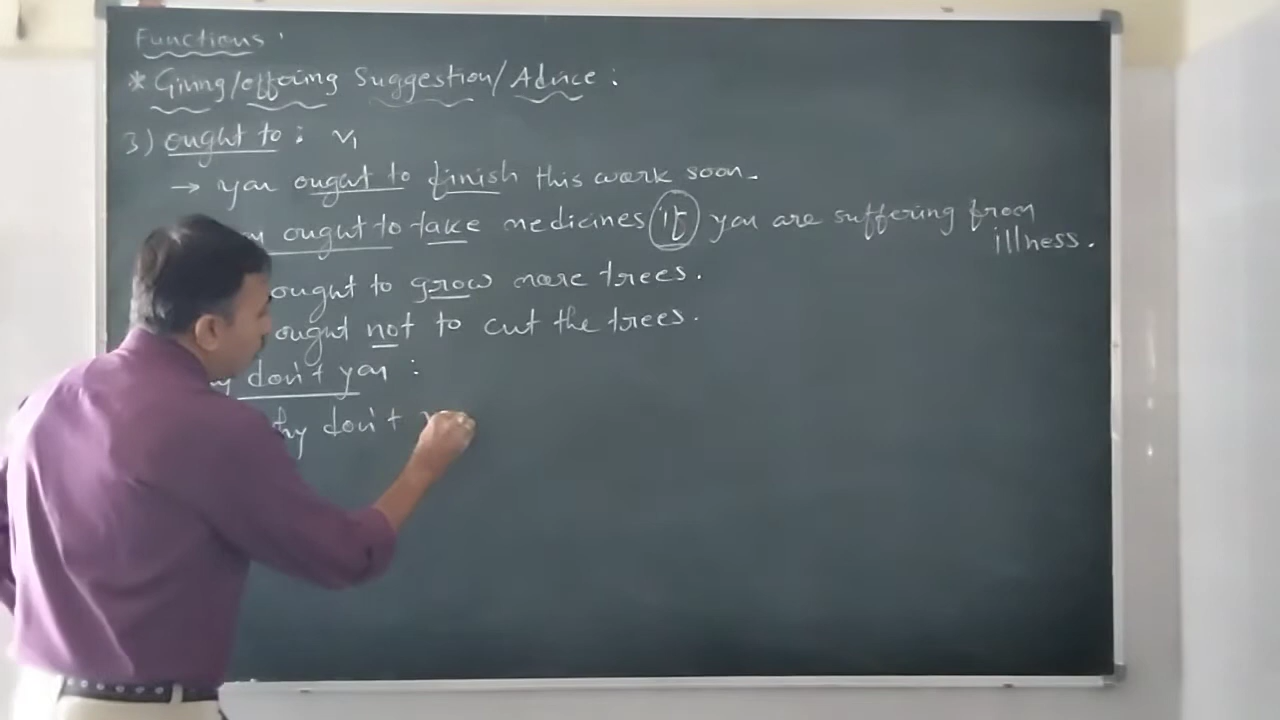 Functions
* Giving/offering Suggestion/Advice :
3) ought to : V1
→ you ought to finish this work soon.
ought to take medicines if you are suffering from
illness.
ought to grow more trees.
ought not to cut the trees.
don't you :
don't